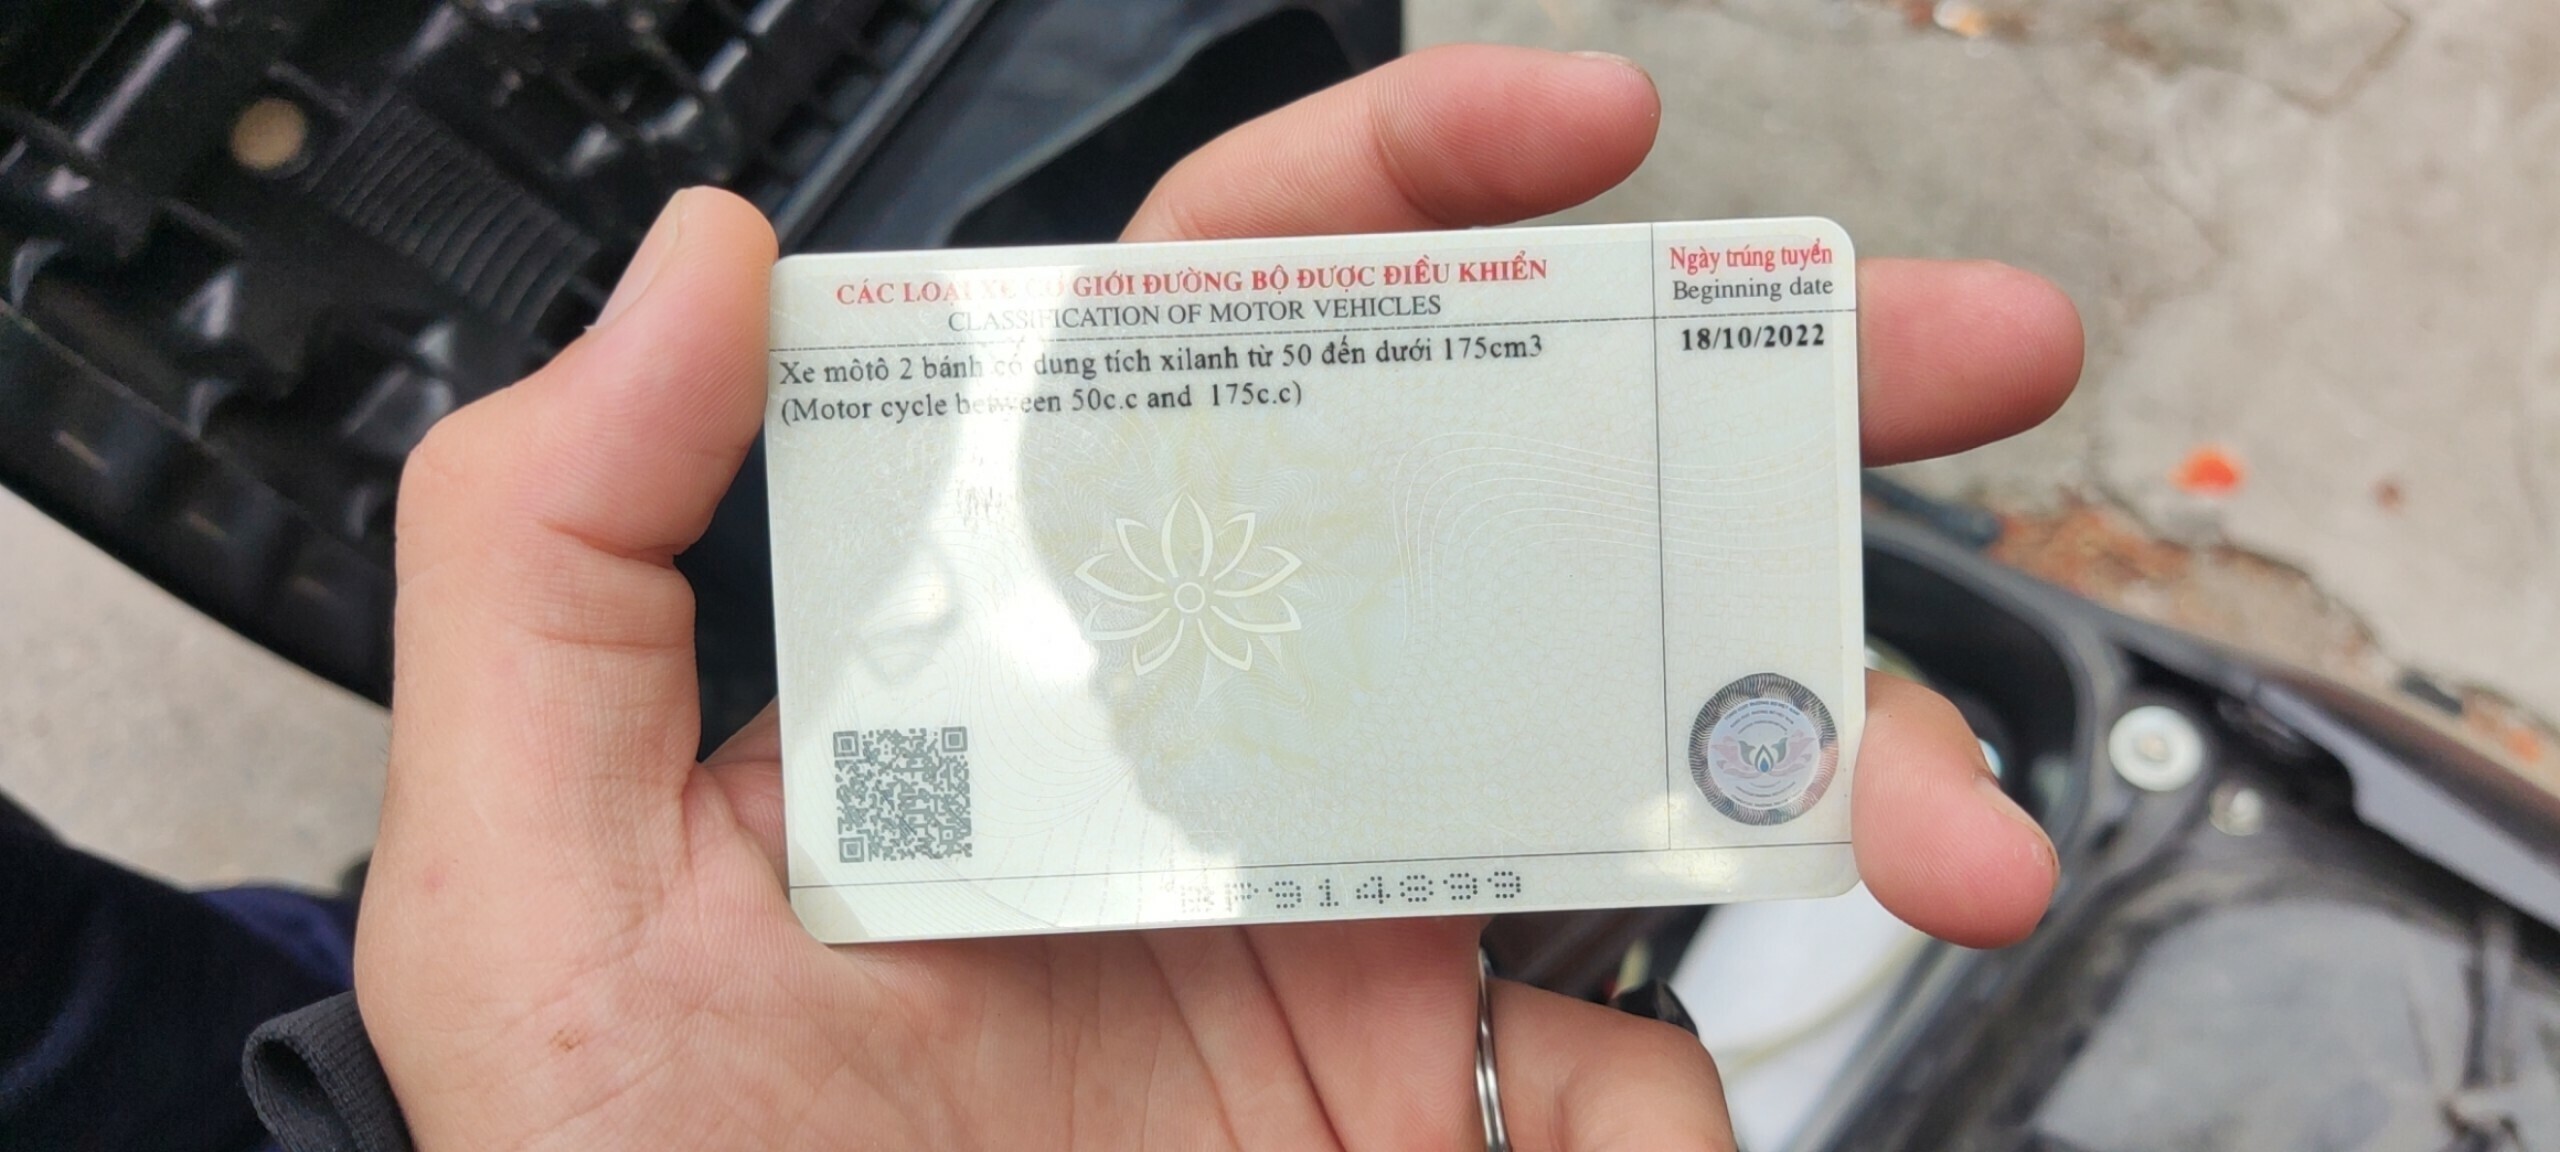 CÁC LOẠI XE CƠ GIỚI ĐƯỜNG BỘ ĐƯỢC ĐIỀU KHIỂN
CLASSIFICATION OF MOTOR VEHICLES
Ngày trúng tuyển
Beginning date
Xe môtô 2 bánh có dung tích xilanh từ 50 đến dưới 175cm3
(Motor cycle between 50c.c and 175c.c)
18/10/2022
BP914899